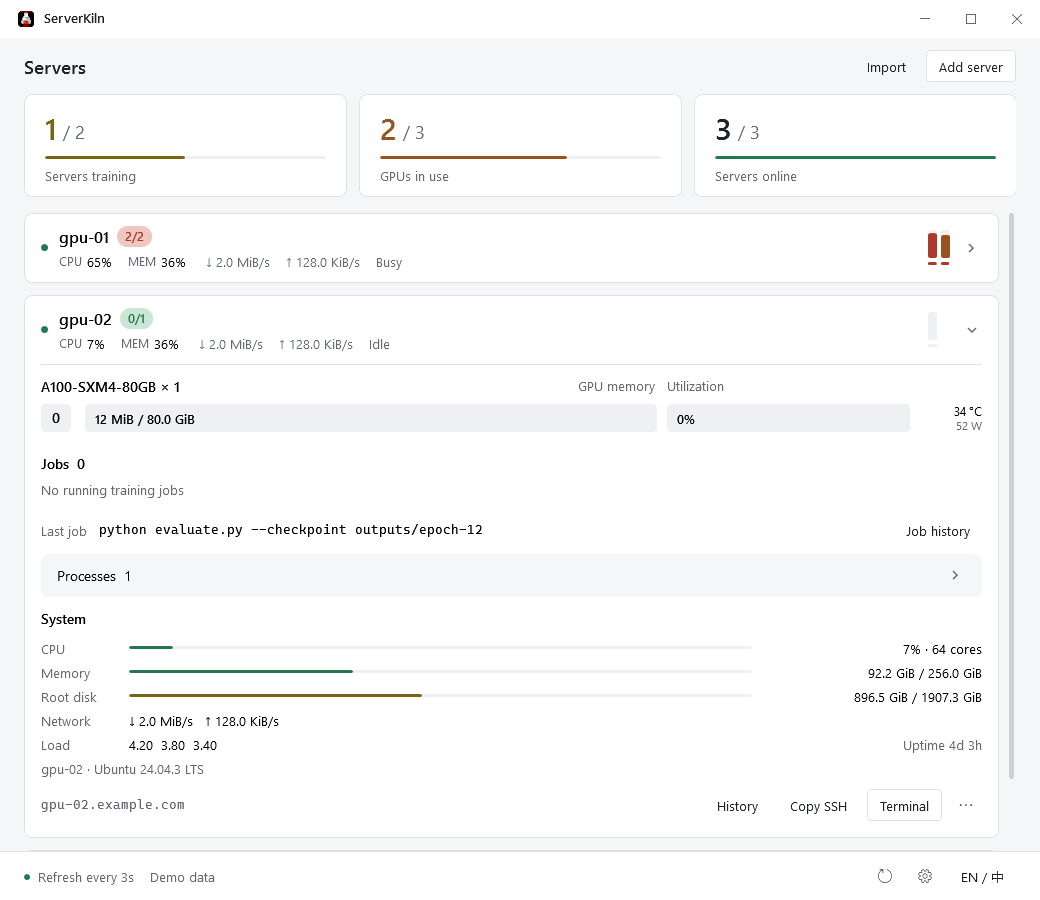 ServerKiln
Servers
Import
Add server
1 / 2
Servers training
2 / 3
GPUs in use
3 / 3
Servers online
gpu-01 2/2
CPU 65% MEM 36% ↓ 2.0 MiB/s ↑ 128.0 KiB/s Busy
gpu-02 0/1
CPU 7% MEM 36% ↓ 2.0 MiB/s ↑ 128.0 KiB/s Idle
A100-SXM4-80GB × 1 GPU memory Utilization
0 12 MiB / 80.0 GiB 0% 34 °C
52 W
Jobs 0
No running training jobs
Last job python evaluate.py --checkpoint outputs/epoch-12 Job history
Processes 1
System
CPU 7% · 64 cores
Memory 92.2 GiB / 256.0 GiB
Root disk 896.5 GiB / 1907.3 GiB
Network ↓ 2.0 MiB/s ↑ 128.0 KiB/s
Load 4.20 3.80 3.40 Uptime 4d 3h
gpu-02 · Ubuntu 24.04.3 LTS
gpu-02.example.com History Copy SSH Terminal ···
Refresh every 3s Demo data EN / 中